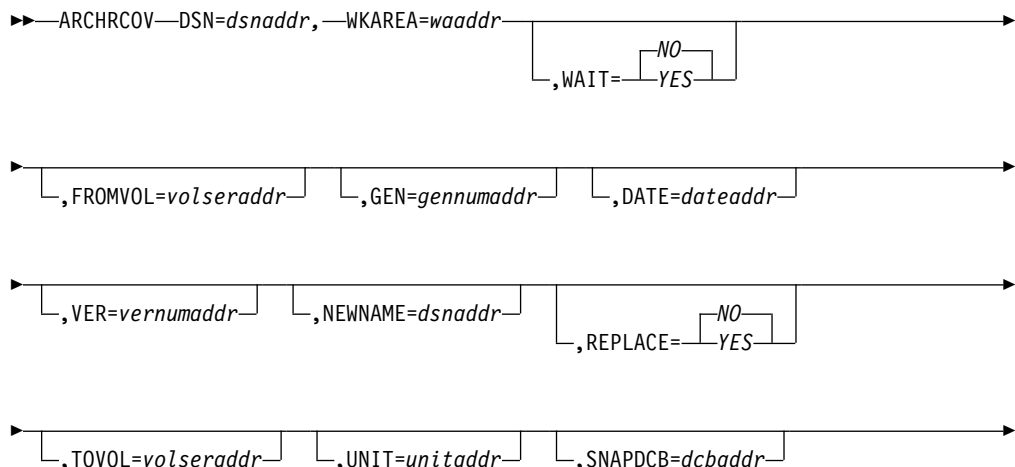 ARCHRCOV DSN=dsnaddr, WKAREA=waaddr
NO
,WAIT= YES
,FROMVOL=volseraddr ,GEN=gennumaddr ,DATE=dateaddr
,VER=vernumaddr ,NEWNAME=dsnaddr
NO
,REPLACE= YES
,TOVOL=volseraddr ,UNIT=unitaddr ,SNAPDCB=dcbaddr